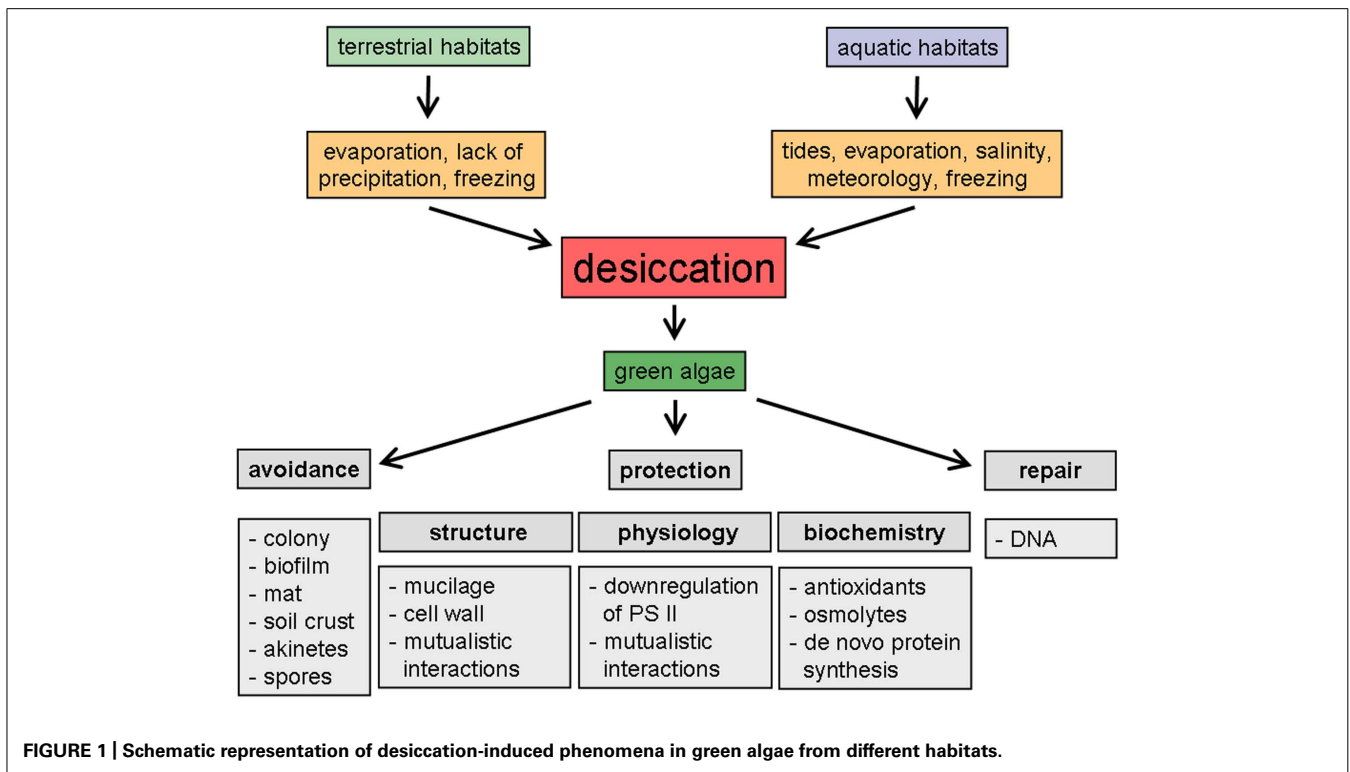 terrestrial habitats
aquatic habitats
evaporation, lack of
precipitation, freezing
tides, evaporation, salinity,
meteorology, freezing
desiccation
green algae
avoidance
protection
repair
- colony
- biofilm
- mat
- soil crust
- akinetes
- spores
structure
- mucilage
- cell wall
- mutualistic
interactions
physiology
- downregulation
of PS II
- mutualistic
interactions
biochemistry
- antioxidants
- osmolytes
- de novo protein
synthesis
- DNA
FIGURE 1 | Schematic representation of desiccation-induced phenomena in green algae from different habitats.